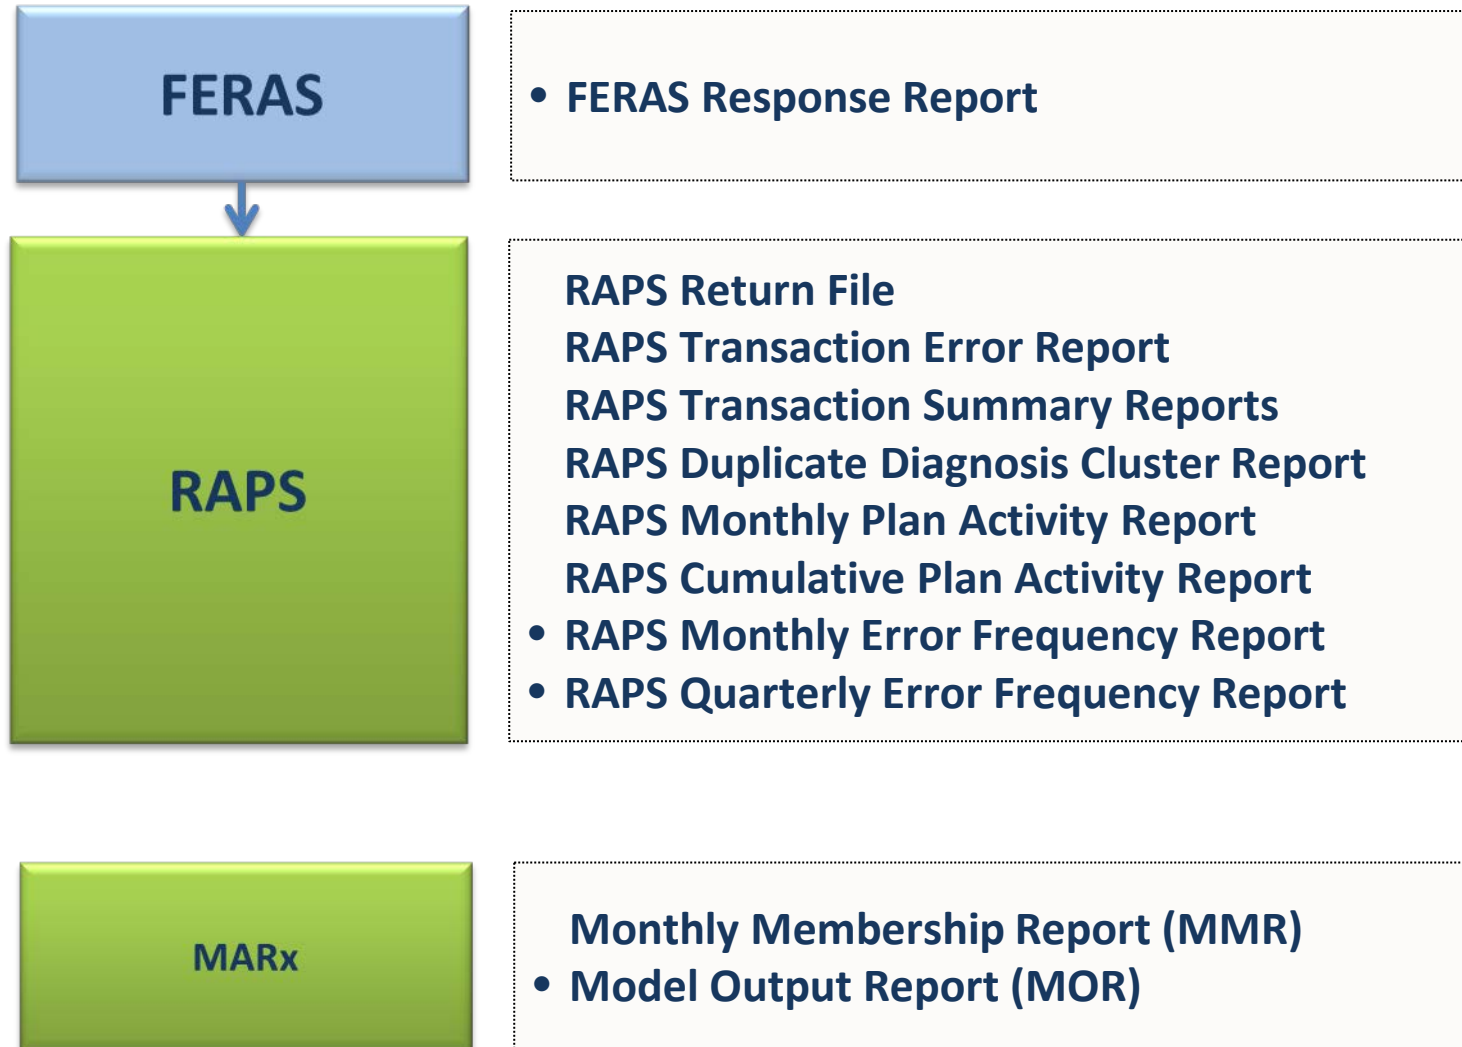 FERAS
• FERAS Response Report
RAPS
RAPS Return File
RAPS Transaction Error Report
RAPS Transaction Summary Reports
RAPS Duplicate Diagnosis Cluster Report
RAPS Monthly Plan Activity Report
RAPS Cumulative Plan Activity Report
• RAPS Monthly Error Frequency Report
• RAPS Quarterly Error Frequency Report
MARx
Monthly Membership Report (MMR)
• Model Output Report (MOR)